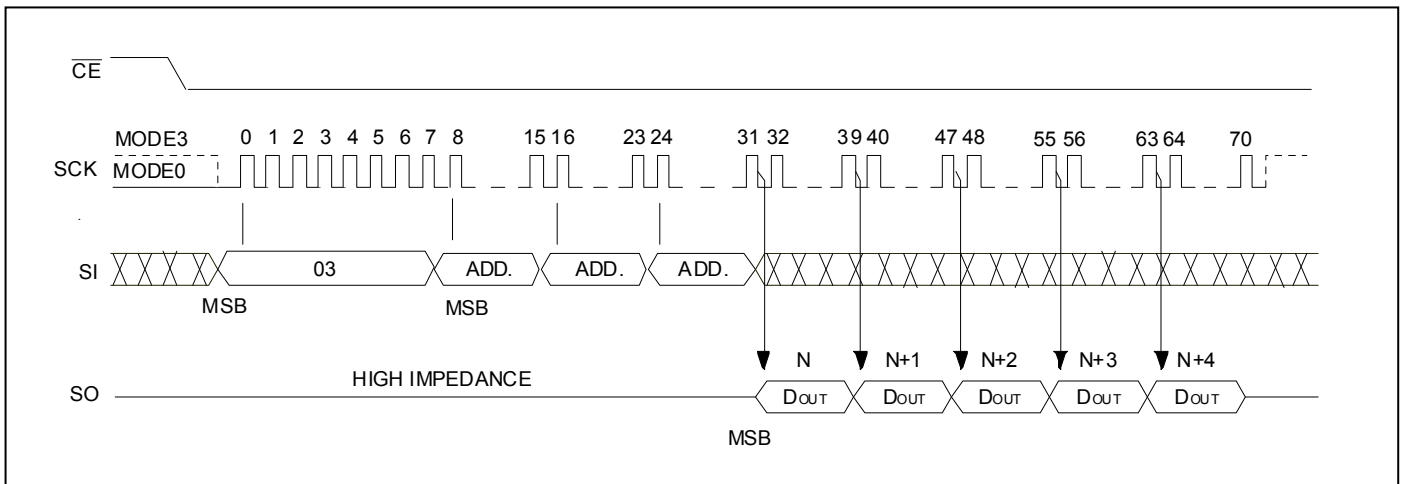 CE
MODE3
0 1 2 3 4 5 6 7 8 15 16 23 24 31 32 39 40 47 48 55 56 63 64 70
SCK MODE0
SI 03 ADD. ADD. ADD.
MSB MSB
N N+1 N+2 N+3 N+4
HIGH IMPEDANCE
SO DOUT DOUT DOUT DOUT DOUT
MSB